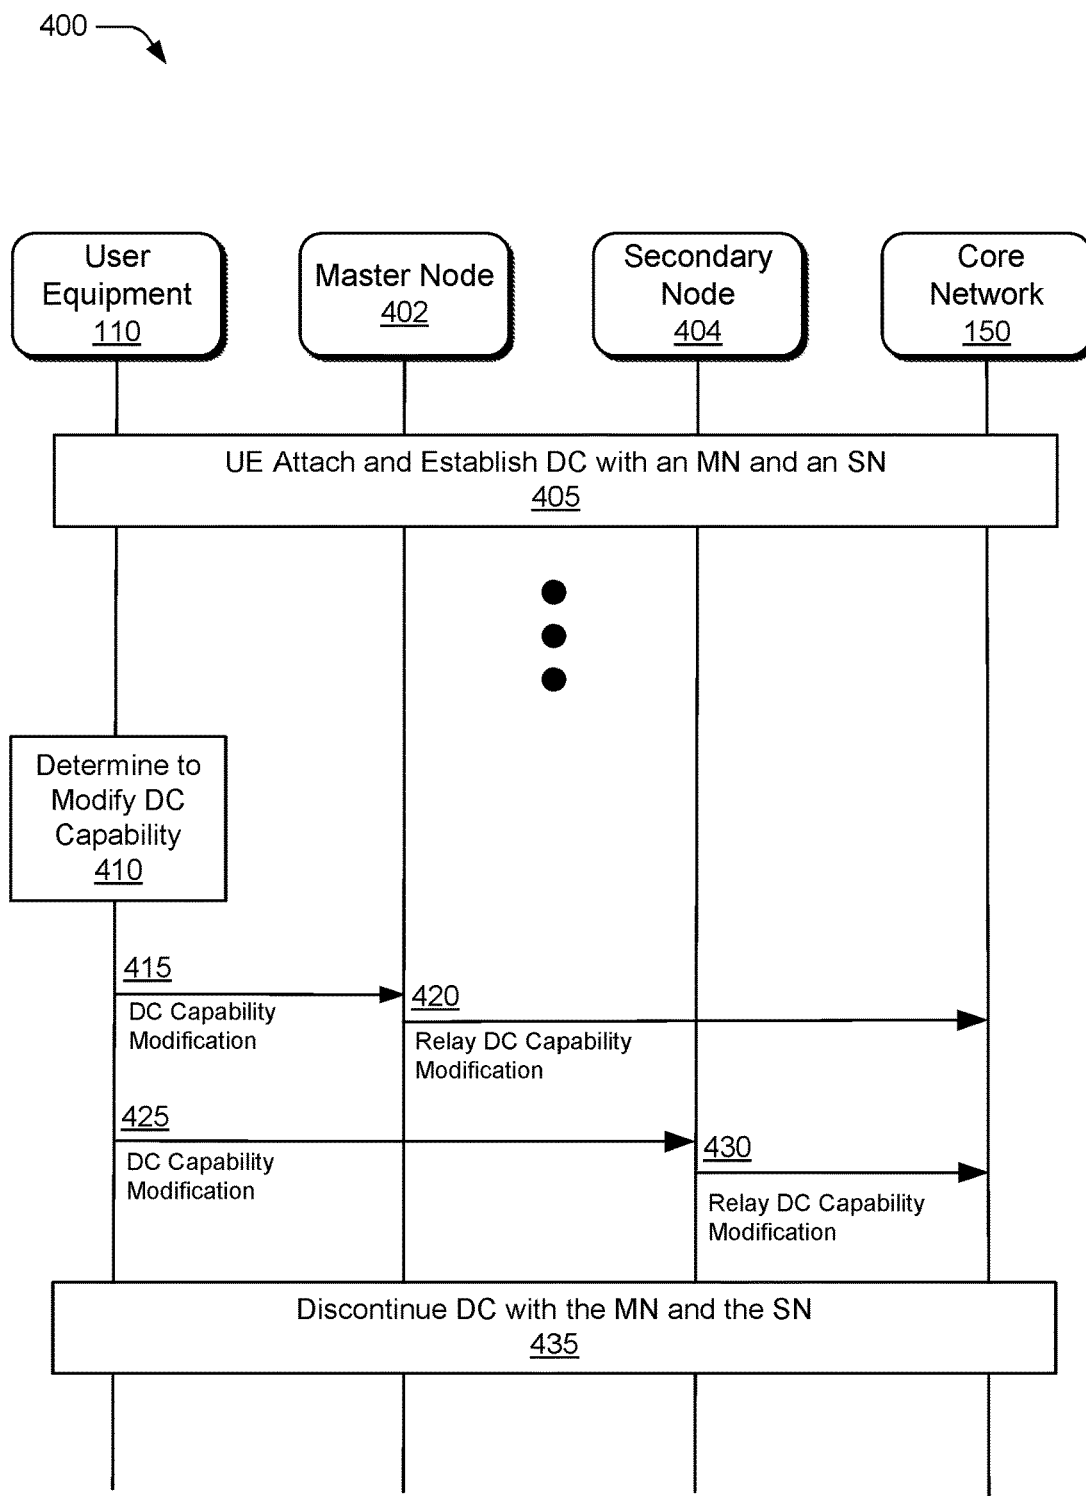 400
User
Equipment
110
Master Node
402
Secondary
Node
404
Core
Network
150
UE Attach and Establish DC with an MN and an SN
405
Determine to
Modify DC
Capability
410
415
DC Capability
Modification
420
Relay DC Capability
Modification
425
DC Capability
Modification
430
Relay DC Capability
Modification
Discontinue DC with the MN and the SN
435